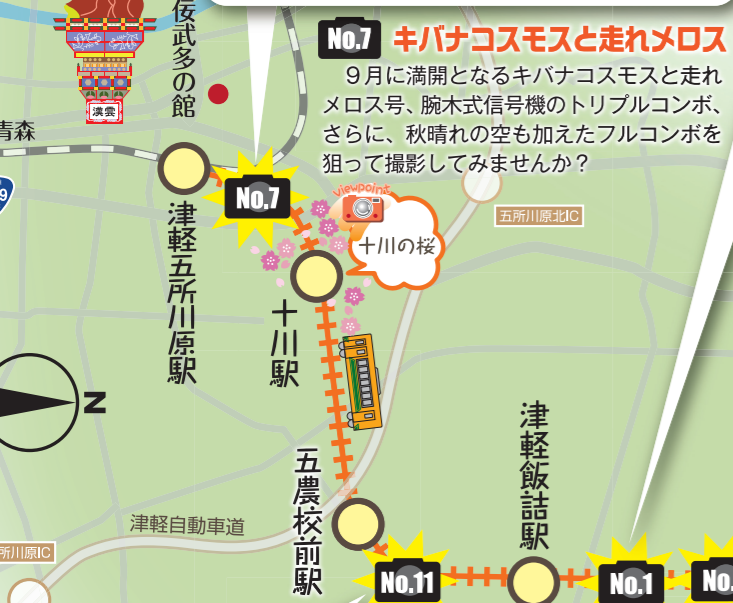 No.7 キバナコスモスと走れメロス
９月に満開となるキバナコスモスと走れ
メロス号、腕木式信号機のトリプルコンボ、
さらに、秋晴れの空も加えたフルコンボを
狙って撮影してみませんか？
佞武多の館
漢雲
青森
9
津軽五所川原駅
No.7
viewpoint
十川の桜
五所川原北IC
十川駅
N
五農校前駅
津軽飯詰駅
津軽自動車道
所川原IC
No.11
No.1
No.